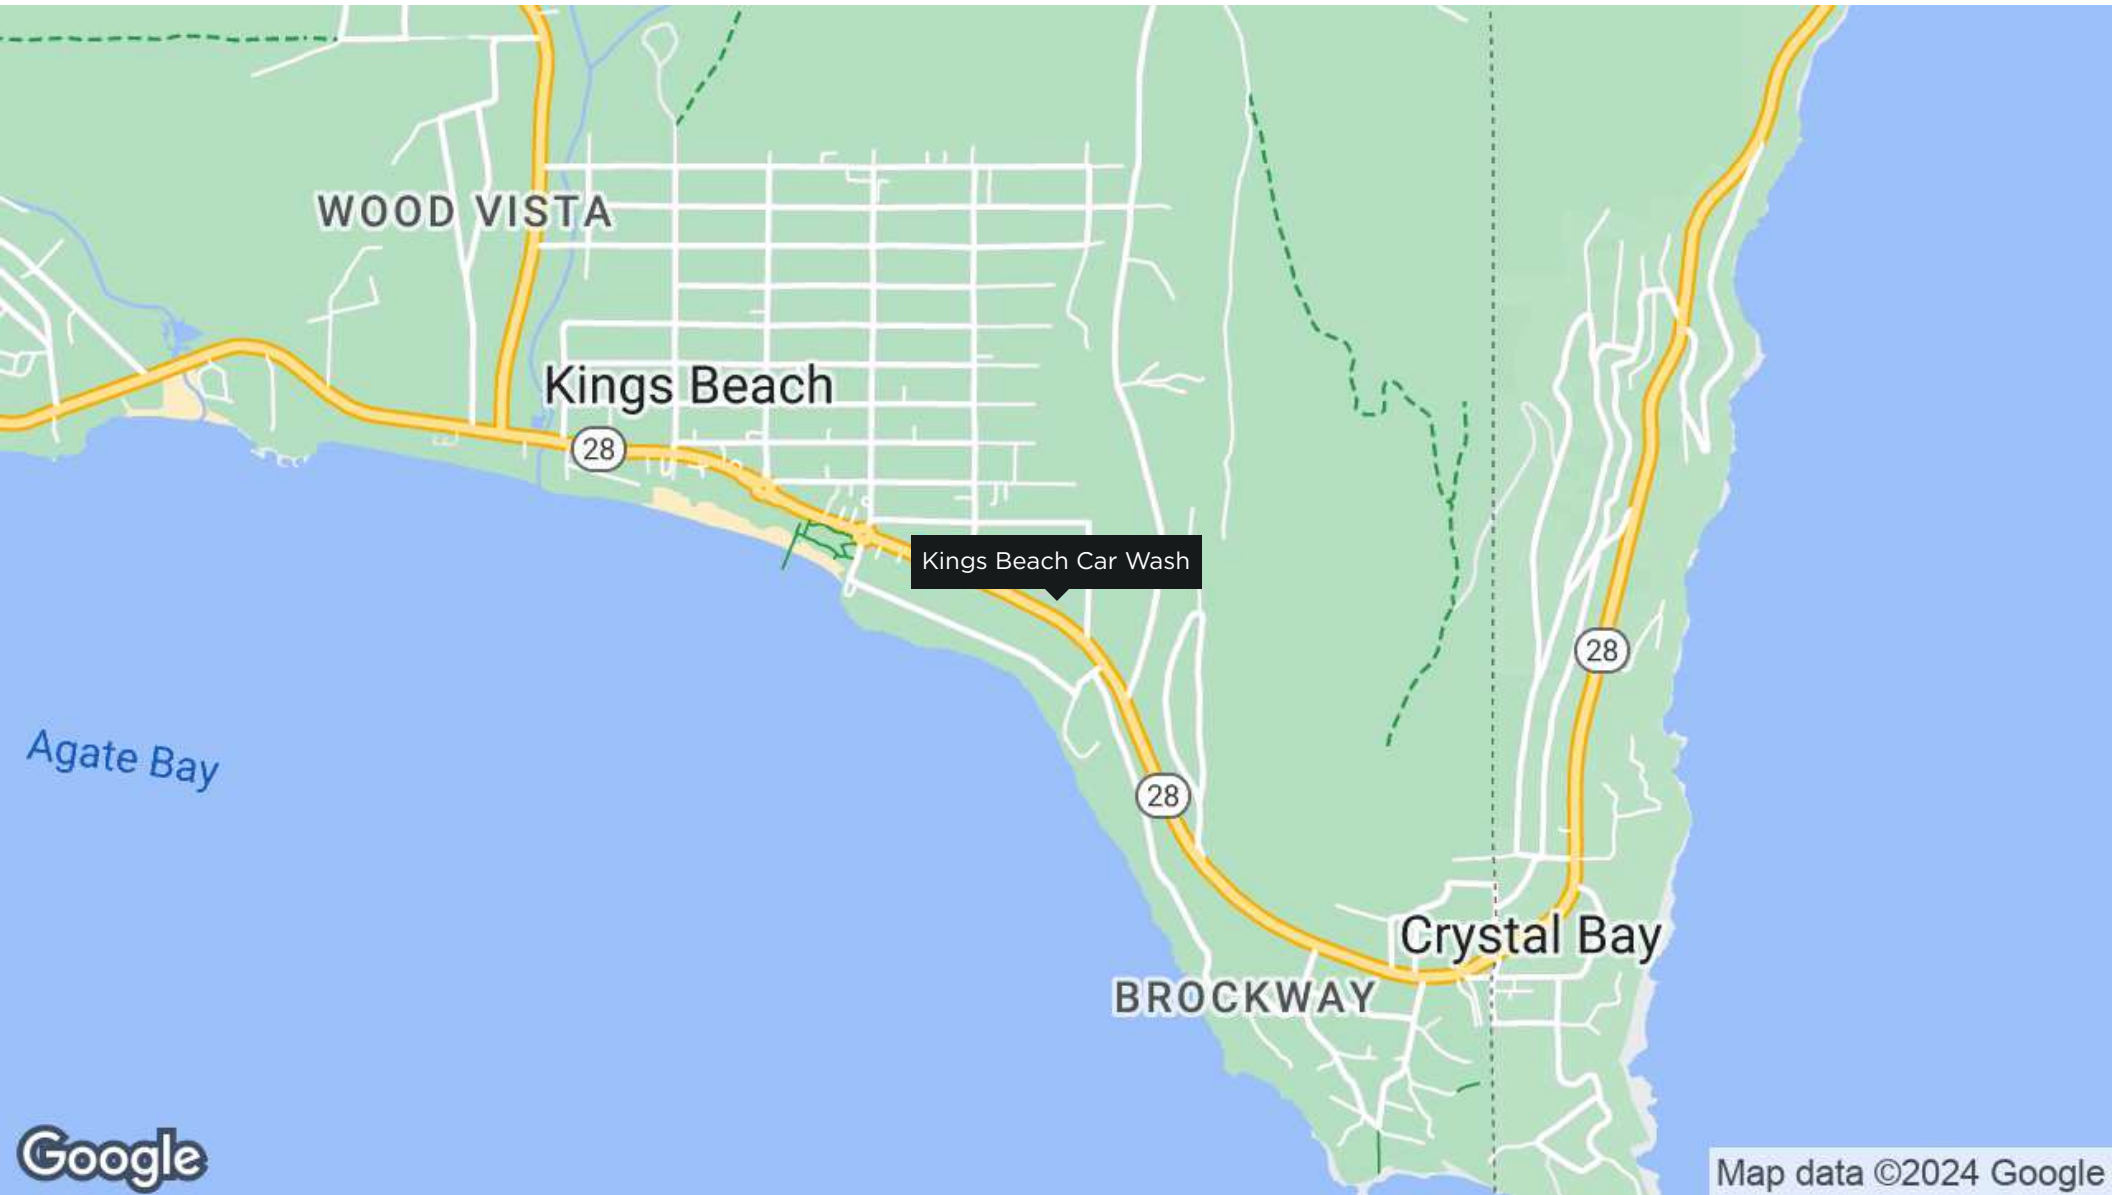 WOOD VISTA
Kings Beach
28
Kings Beach Car Wash
28
Agate Bay
28
Crystal Bay
BROCKWAY
Google
Map data ©2024 Google